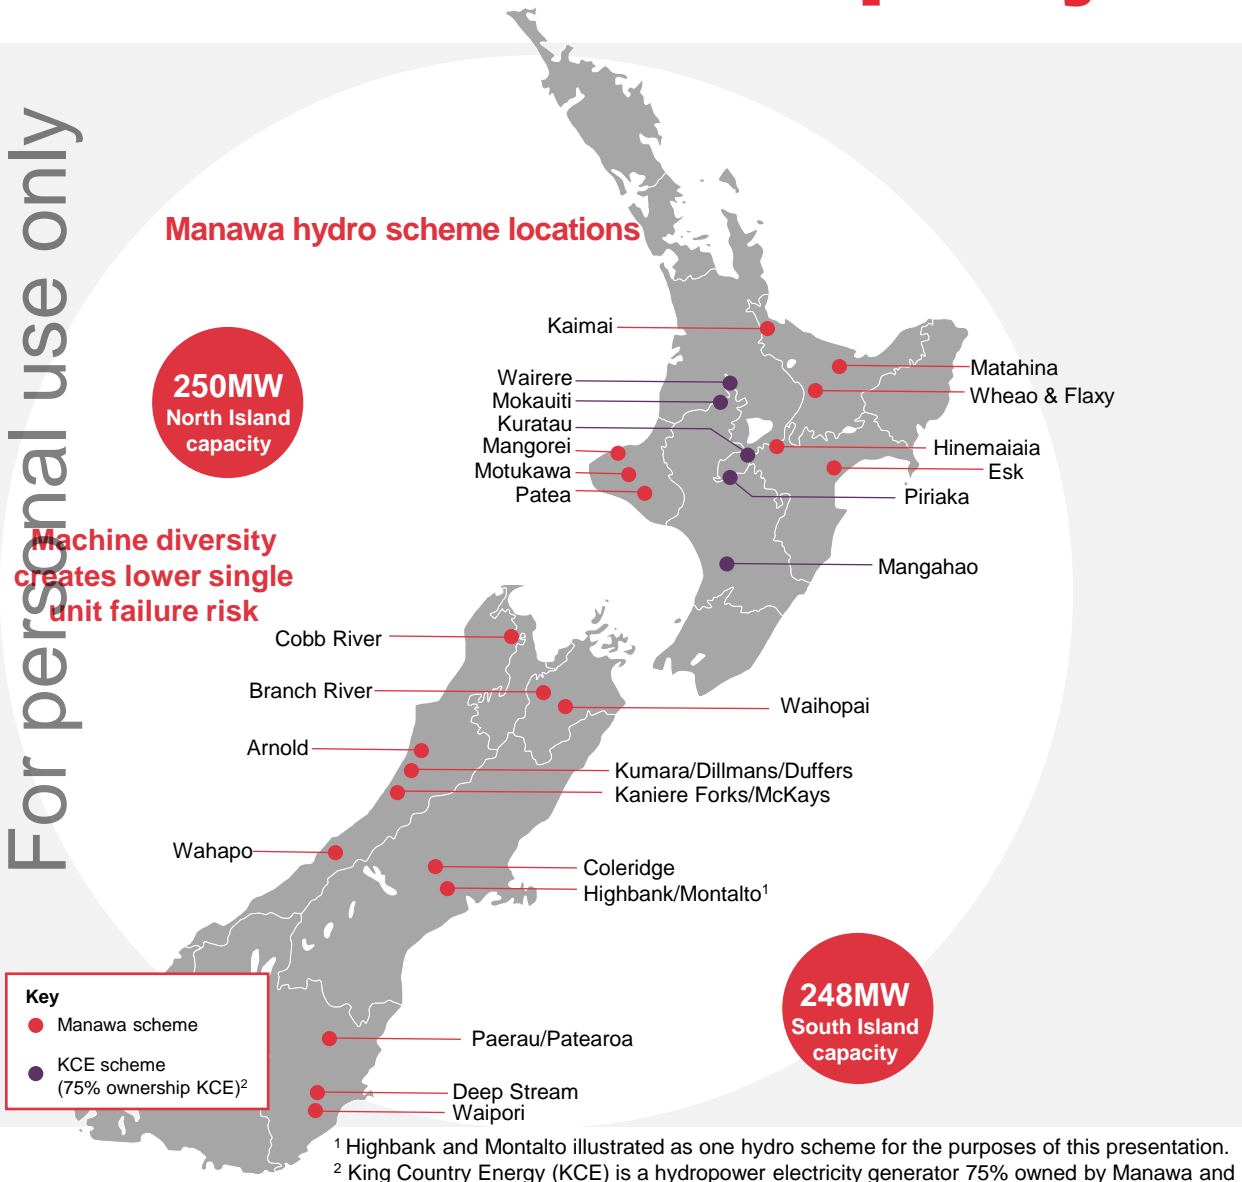 For personal use only
Manawa hydro scheme locations
250MW
North Island
capacity
Machine diversity
creates lower single
unit failure risk
Kaimai
Wairere
Mokauiti
Kuratau
Mangorei
Motukawa
Patea
Matahina
Wheao & Flaxy
Hinemaiaia
Esk
Piriaka
Mangahao
Cobb River
Branch River
Waihopai
Arnold
Kumara/Dillmans/Duffers
Kaniere Forks/McKays
Wahapo
Coleridge
Highbank/Montalto¹
248MW
South Island
capacity
Key
Manawa scheme
KCE scheme
(75% ownership KCE)²
Paerau/Patearoa
Deep Stream
Waipori
¹ Highbank and Montalto illustrated as one hydro scheme for the purposes of this presentation.
² King Country Energy (KCE) is a hydropower electricity generator 75% owned by Manawa and